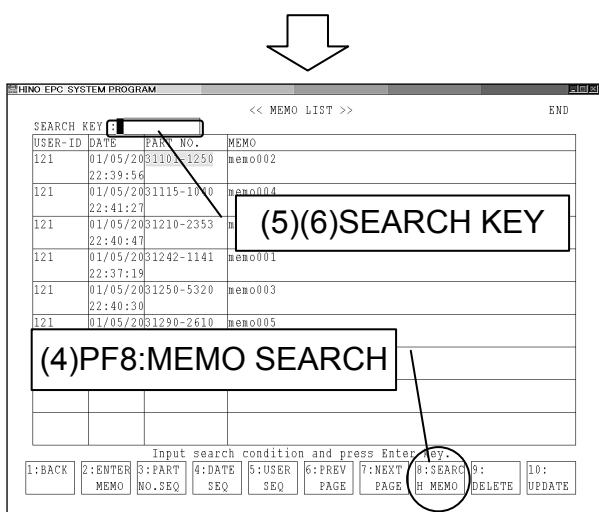 HINO EPC SYSTEM PROGRAM
<< MEMO LIST >> END
SEARCH KEY :
USER-ID DATE PART NO. MEMO
121 01/05/20 31101-1250 memo002
22:39:56
121 01/05/20 31115-1040 memo004
22:41:27
(5)(6)SEARCH KEY
121 01/05/20 31210-2353 m
22:40:47
121 01/05/20 31242-1141 memo001
22:37:19
121 01/05/20 31250-5320 memo003
22:40:30
121 01/05/20 31290-2610 memo005
(4)PF8:MEMO SEARCH
Input search condition and press Enter key.
1:BACK 2:ENTER 3:PART 4:DATE 5:USER 6:PREV 7:NEXT 8:SEARC 9: 10:
MEMO NO.SEQ SEQ SEQ PAGE PAGE H MEMO DELETE UPDATE